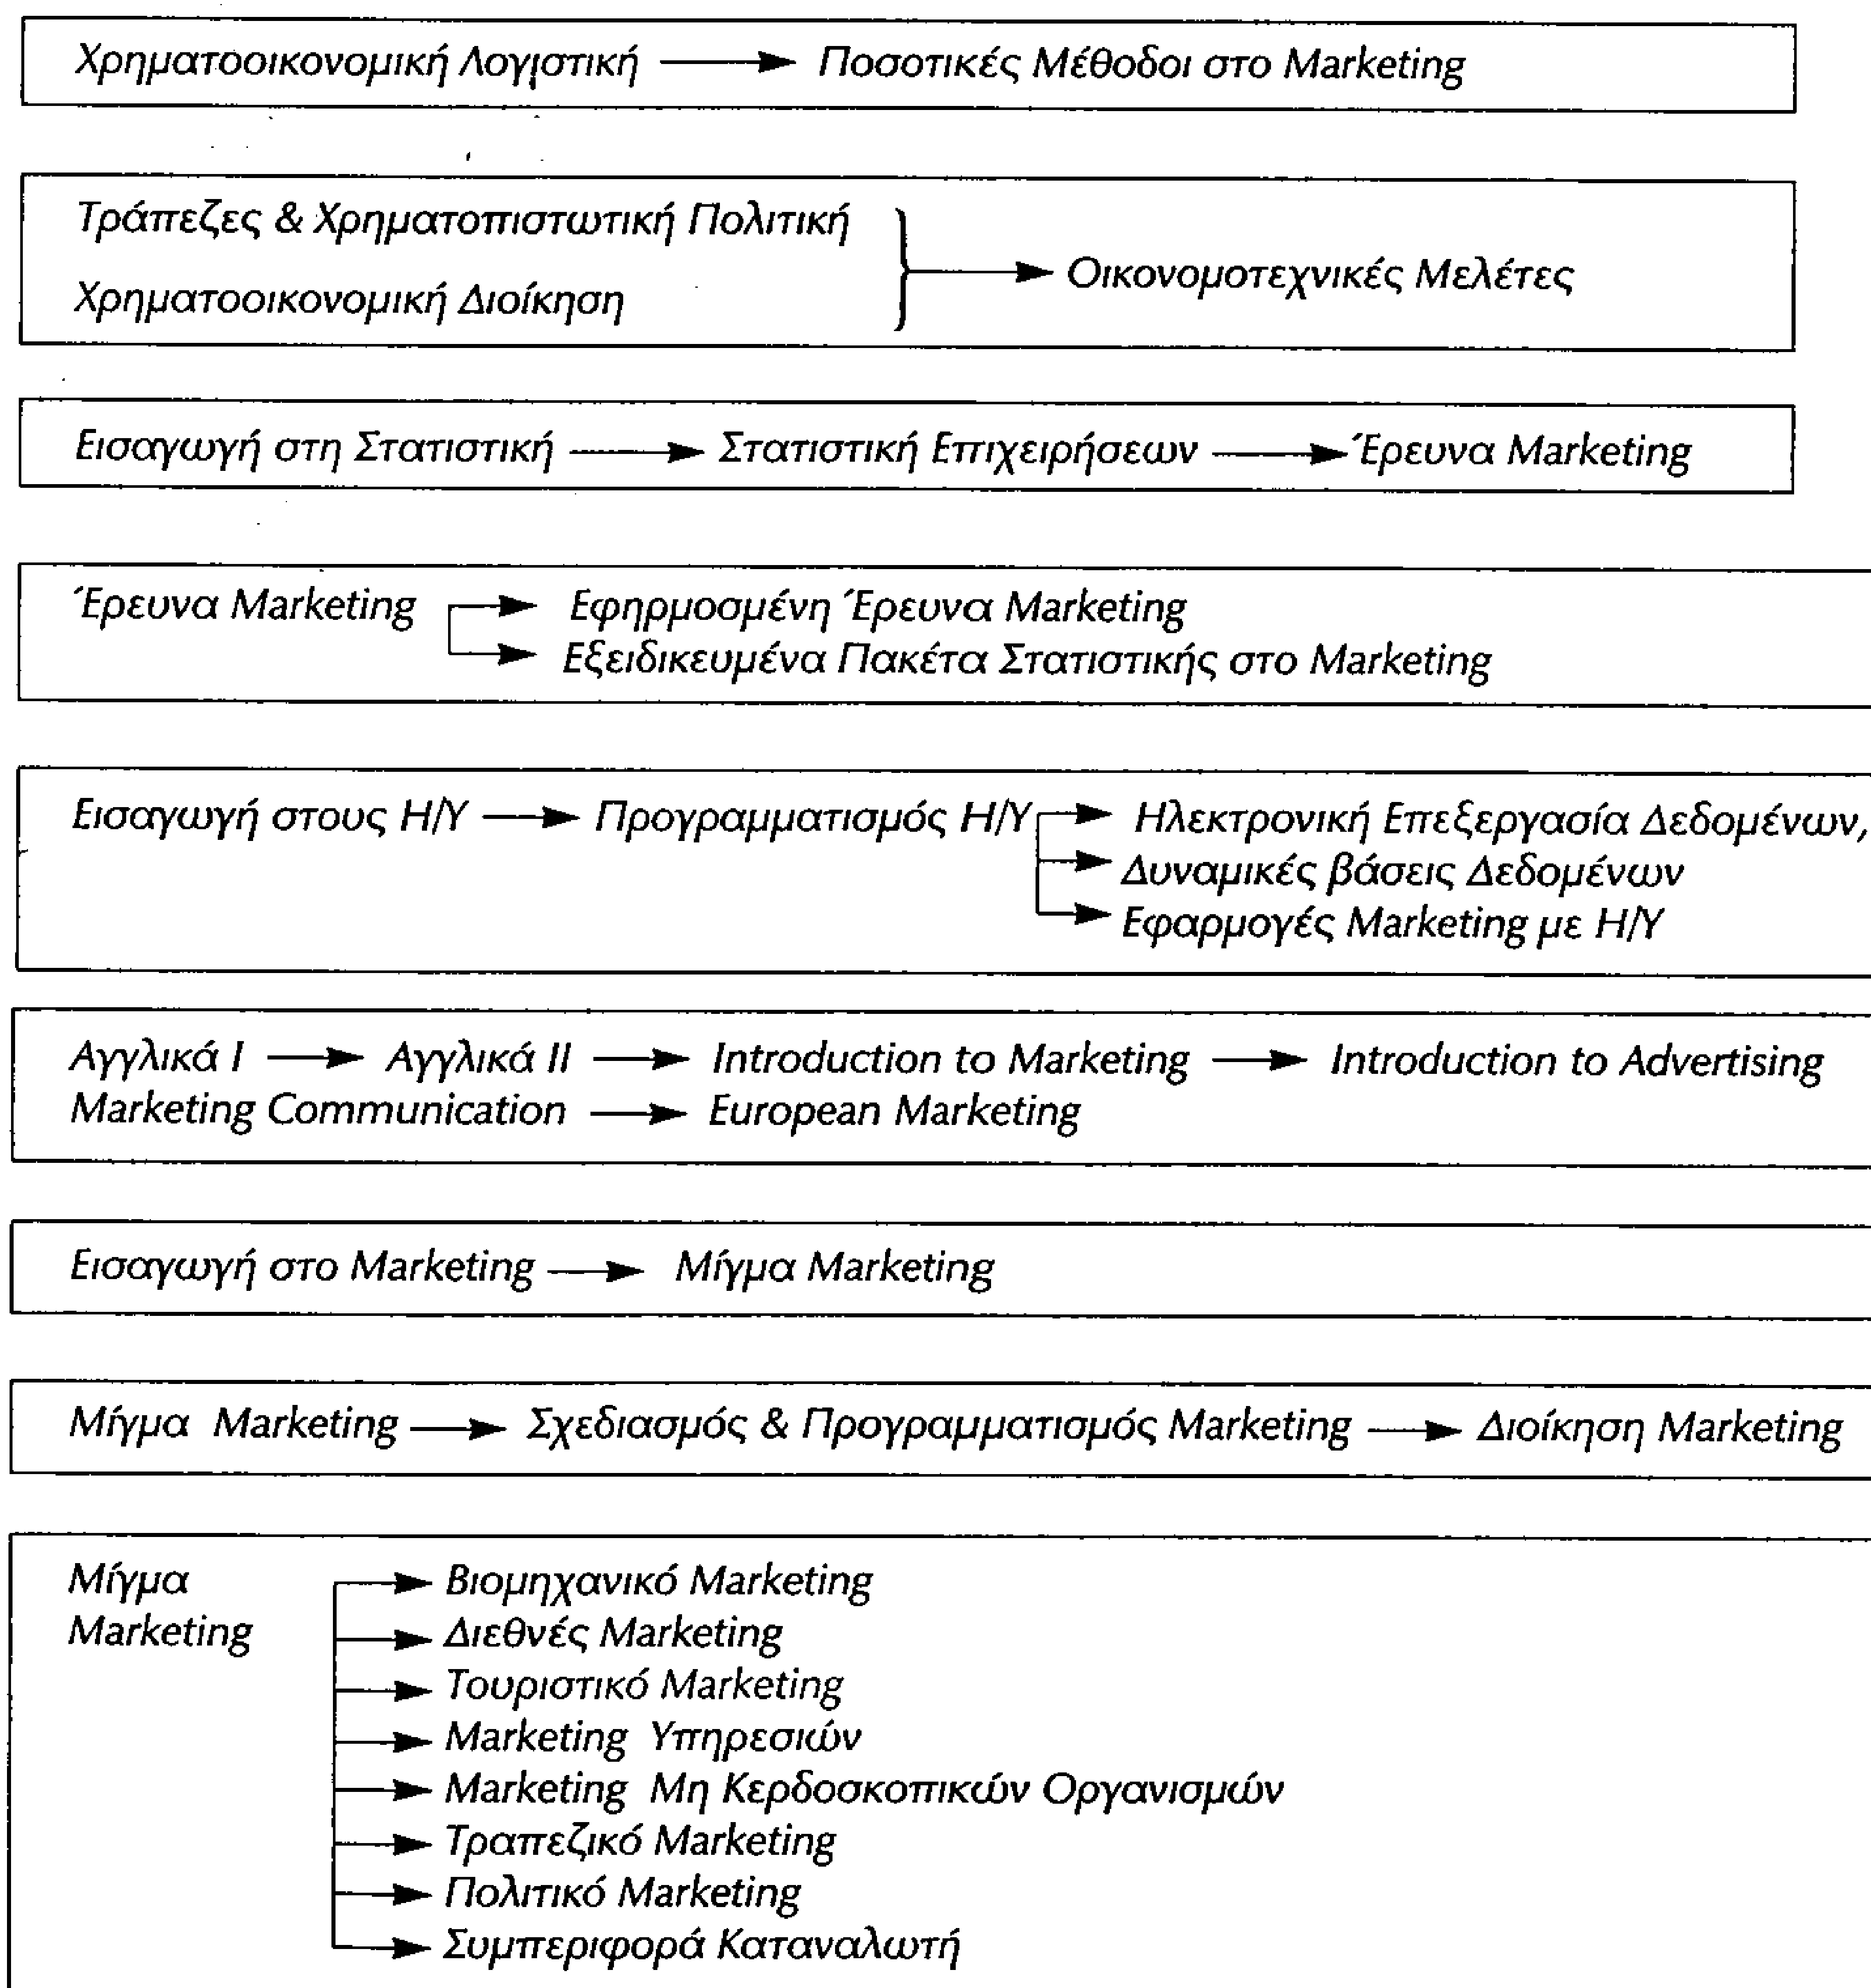 Χρηματοοικονομική Λογιστική → Ποσοτικές Μέθοδοι στο Marketing
Τράπεζες & Χρηματοπιστωτική Πολιτική
Χρηματοοικονομική Διοίκηση
→ Οικονομοτεχνικές Μελέτες
Εισαγωγή στη Στατιστική → Στατιστική Επιχειρήσεων → Έρευνα Marketing
Έρευνα Marketing → Εφηρμοσμένη Έρευνα Marketing
→ Εξειδικευμένα Πακέτα Στατιστικής στο Marketing
Εισαγωγή στους Η/Υ → Προγραμματισμός Η/Υ → Ηλεκτρονική Επεξεργασία Δεδομένων,
→ Δυναμικές βάσεις Δεδομένων
→ Εφαρμογές Marketing με Η/Υ
Αγγλικά I → Αγγλικά II → Introduction to Marketing → Introduction to Advertising
Marketing Communication → European Marketing
Εισαγωγή στο Marketing → Μίγμα Marketing
Μίγμα Marketing → Σχεδιασμός & Προγραμματισμός Marketing → Διοίκηση Marketing
Μίγμα
Marketing
→ Βιομηχανικό Marketing
→ Διεθνές Marketing
→ Τουριστικό Marketing
→ Marketing Υπηρεσιών
→ Marketing Μη Κερδοσκοπικών Οργανισμών
→ Τραπεζικό Marketing
→ Πολιτικό Marketing
→ Συμπεριφορά Καταναλωτή